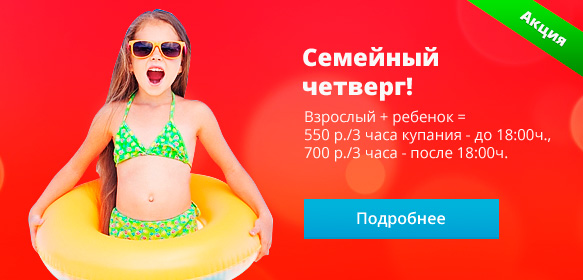 Акция
Семейный
четверг!
Взрослый + ребенок =
550 р./3 часа купания - до 18:00ч.,
700 р./3 часа - после 18:00ч.
Подробнее